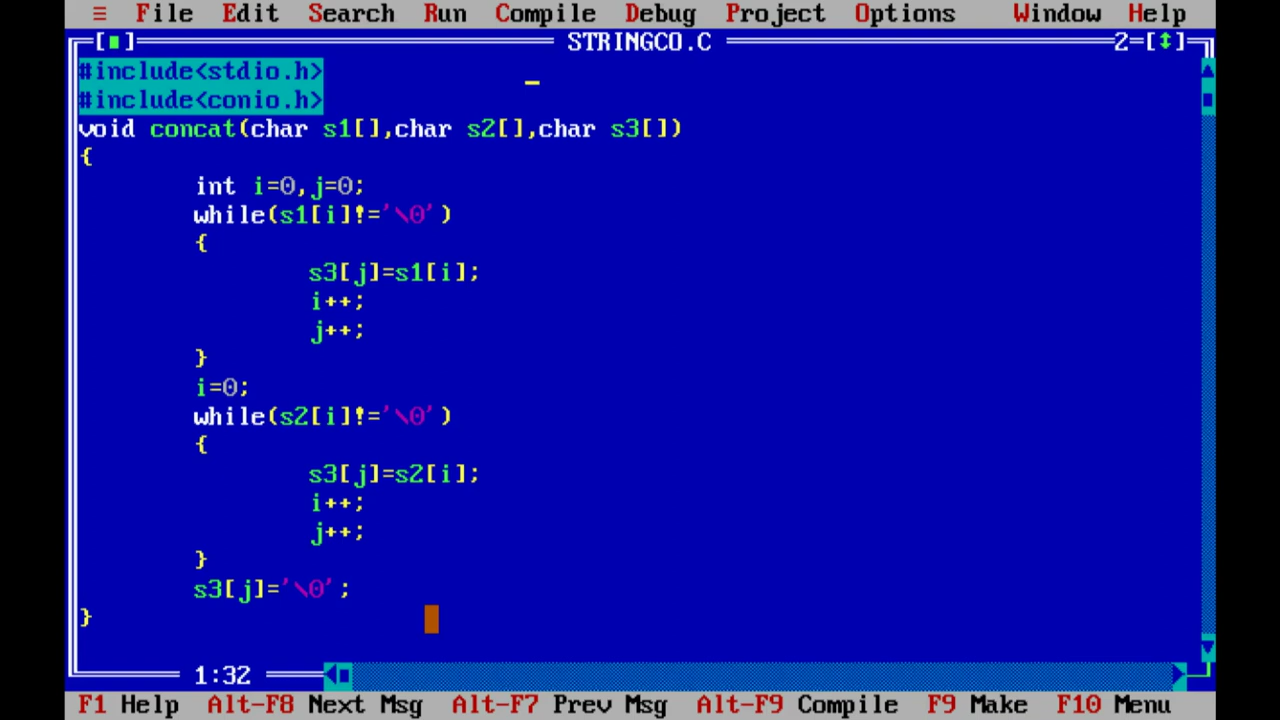 ≡ File Edit Search Run Compile Debug Project Options Window Help
[■] STRINGCO.C 2=[↕]
#include<stdio.h>
#include<conio.h>
void concat(char s1[],char s2[],char s3[])
{
int i=0,j=0;
while(s1[i]!='\0')
{
s3[j]=s1[i];
i++;
j++;
}
i=0;
while(s2[i]!='\0')
{
s3[j]=s2[i];
i++;
j++;
}
s3[j]='\0';
}
1:32
F1 Help Alt-F8 Next Msg Alt-F7 Prev Msg Alt-F9 Compile F9 Make F10 Menu